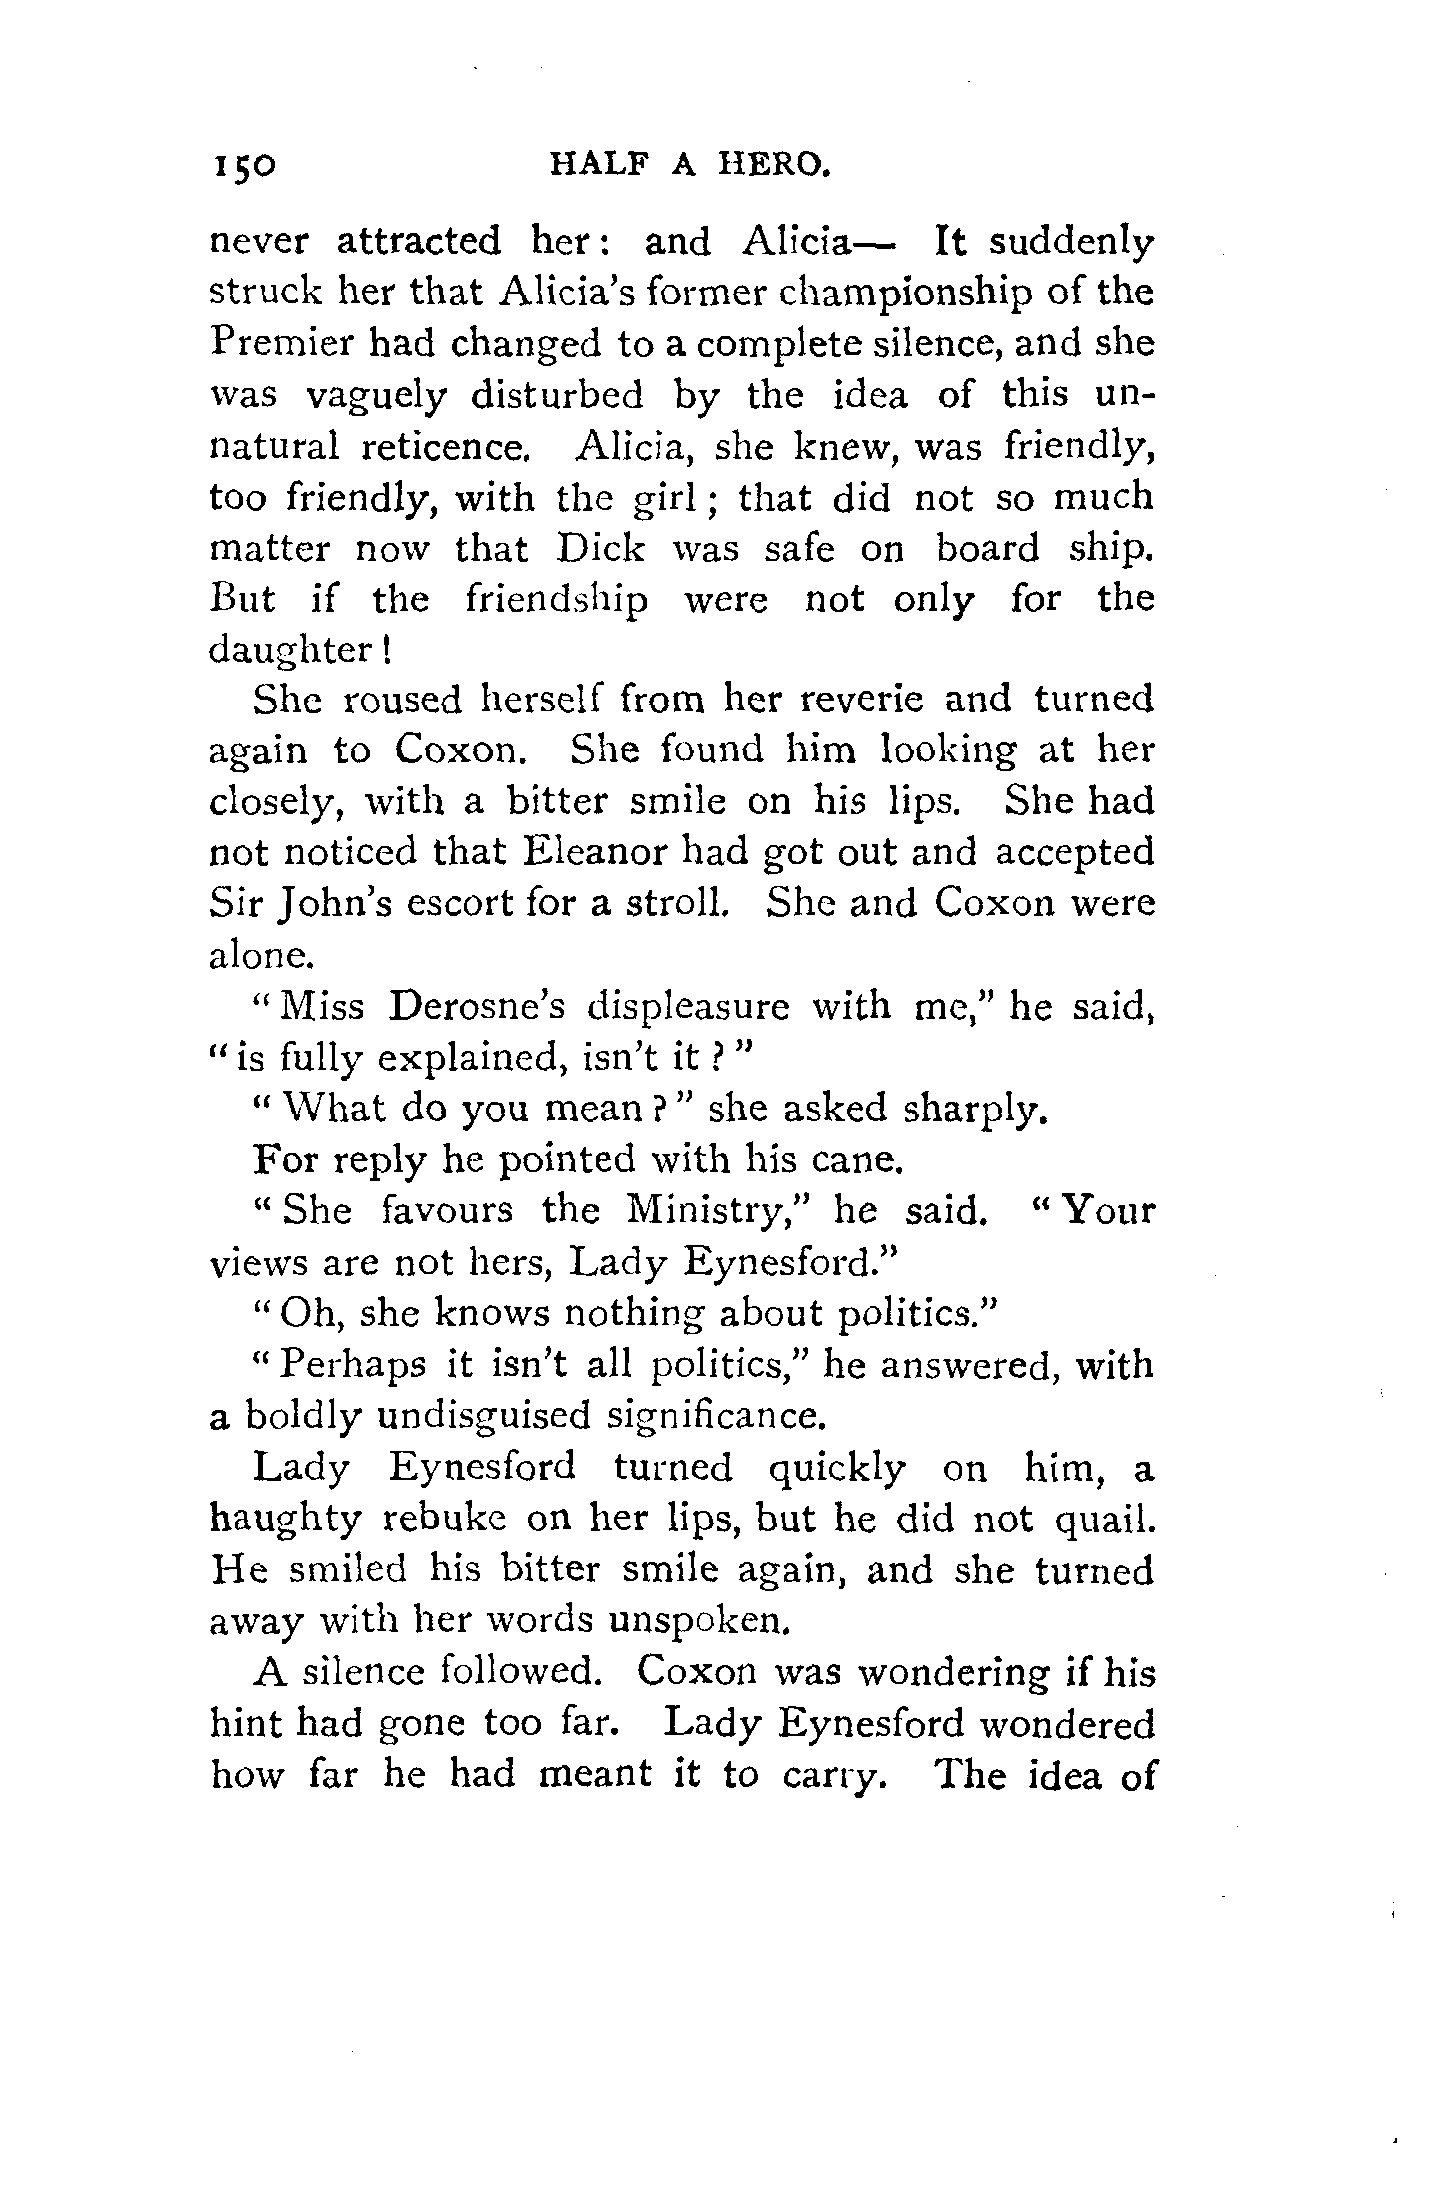 150 HALF A HERO.
never attracted her: and Alicia— It suddenly
struck her that Alicia's former championship of the
Premier had changed to a complete silence, and she
was vaguely disturbed by the idea of this un-
natural reticence. Alicia, she knew, was friendly,
too friendly, with the girl; that did not so much
matter now that Dick was safe on board ship.
But if the friendship were not only for the
daughter!
She roused herself from her reverie and turned
again to Coxon. She found him looking at her
closely, with a bitter smile on his lips. She had
not noticed that Eleanor had got out and accepted
Sir John's escort for a stroll. She and Coxon were
alone.
"Miss Derosne's displeasure with me," he said,
"is fully explained, isn't it?"
"What do you mean?" she asked sharply.
For reply he pointed with his cane.
"She favours the Ministry," he said. "Your
views are not hers, Lady Eynesford."
"Oh, she knows nothing about politics."
"Perhaps it isn't all politics," he answered, with
a boldly undisguised significance.
Lady Eynesford turned quickly on him, a
haughty rebuke on her lips, but he did not quail.
He smiled his bitter smile again, and she turned
away with her words unspoken.
A silence followed. Coxon was wondering if his
hint had gone too far. Lady Eynesford wondered
how far he had meant it to carry. The idea of